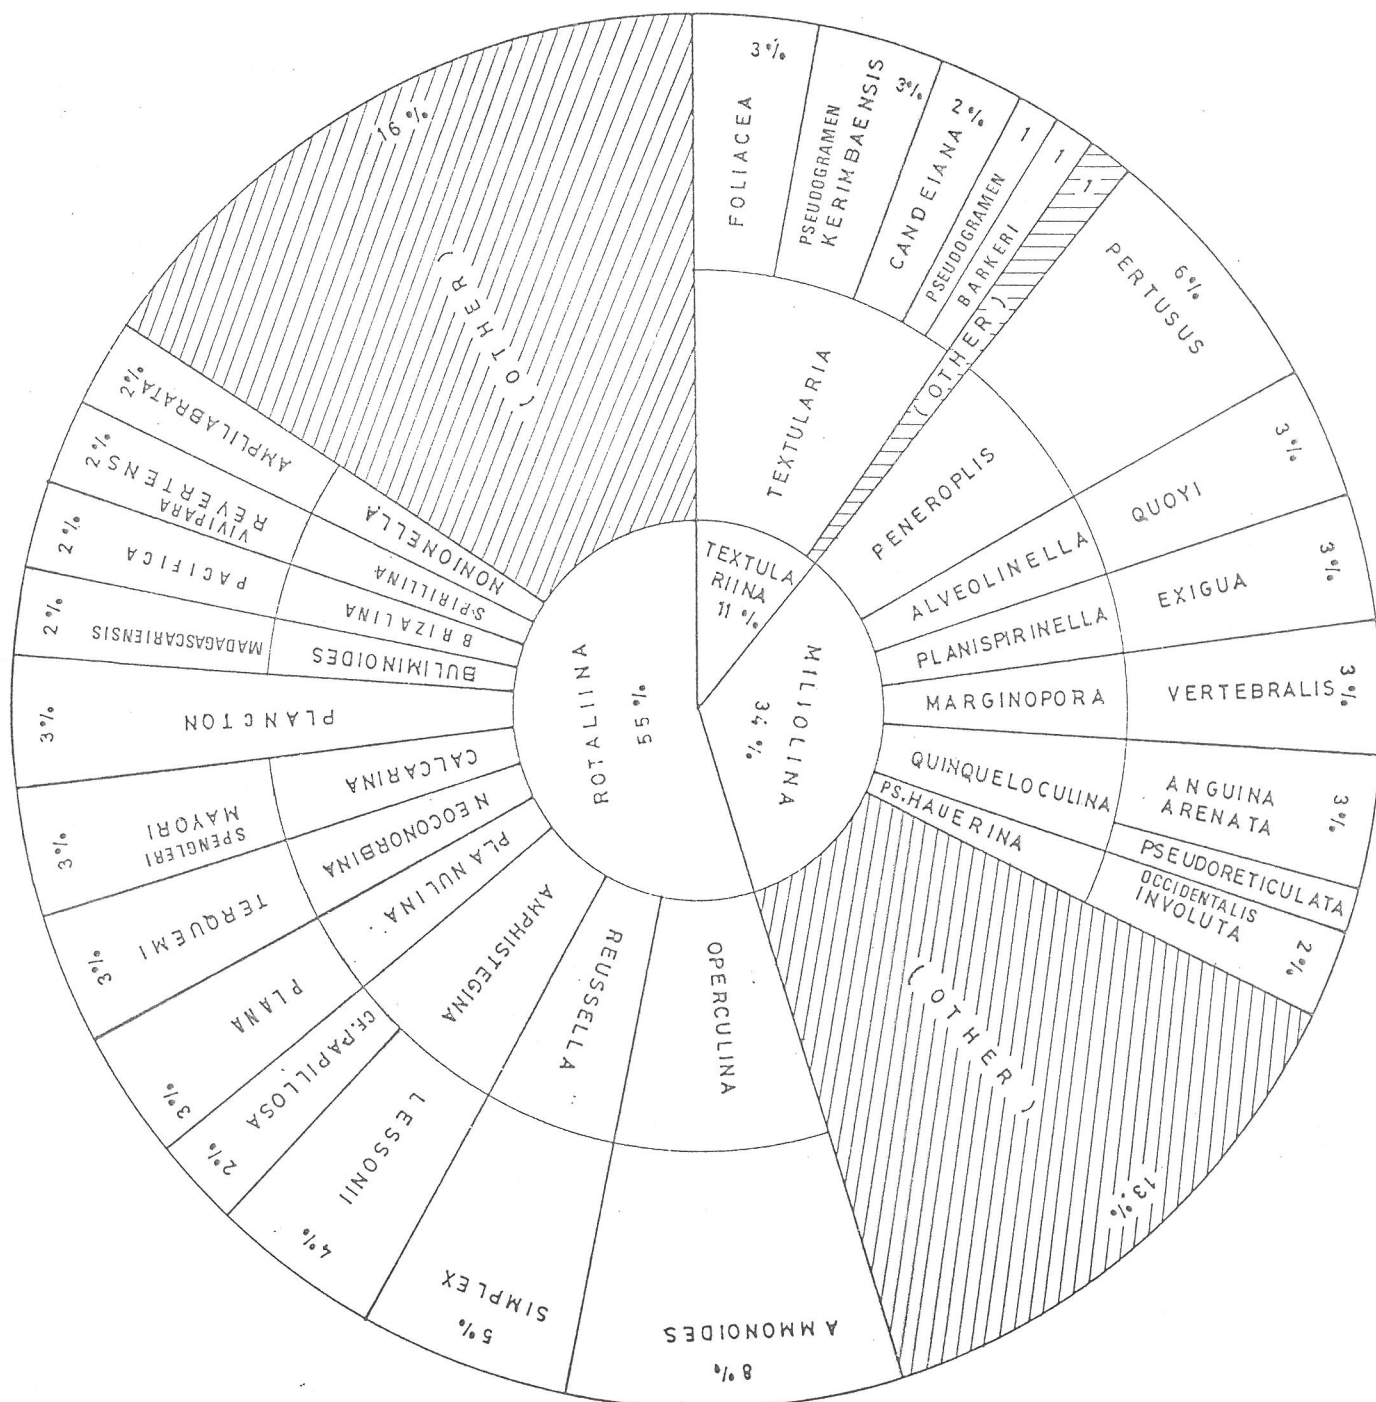 TEXTULA
RIINA
11 %
MILIOLINA
34 %
ROTALIINA
55 %
TEXTULARIA
3%
FOLIACEA
3%
PSEUDOGRAMEN
KERIMBAENSIS
2%
CANDEIANA
1
PSEUDOGRAMEN
1
BARKERI
1
(OTHER)
PENEROPLIS
6%
PERTUSUS
ALVEOLINELLA
QUOYI
3%
PLANISPIRINELLA
EXIGUA
3%
MARGINOPORA
VERTEBRALIS
3%
QUINQUELOCULINA
ANGUINA
ARENATA
3%
PSEUDORETICULATA
PS.HAUERINA
OCCIDENTALIS
INVOLUTA
2%
(OTHER)
13%
OPERCULINA
AMMONOIDES
8%
REUSSELLA
SIMPLEX
5%
AMPHISTEGINA
LESSONII
4%
CF.PAPILLOSA
2%
PLANULINA
PLANA
3%
NEOCONORBINA
TERQUEMI
3%
CALCARINA
SPENGLERI
MAYORI
3%
PLANCTON
3%
BULIMINOIDES
MADAGASCARIENSIS
2%
BRIZALINA
PACIFICA
2%
SPIRILLINA
VIVIPARA
REVERTENS
2%
NONIONELLA
AMPLILABRATA
2%
(OTHER)
16%